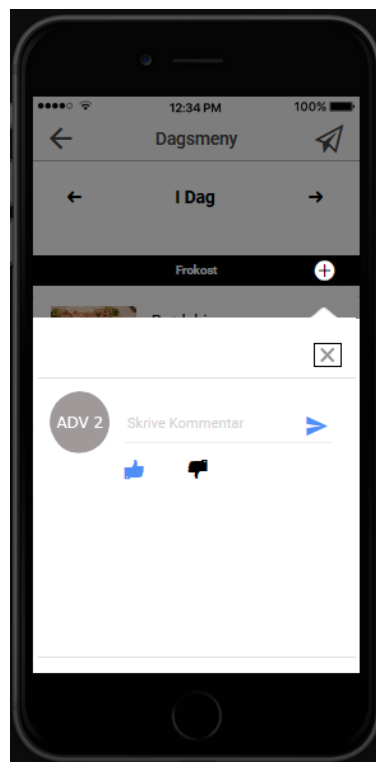 12:34 PM
100%
Dagsmeny
I Dag
Frokost
ADV 2
Skrive Kommentar